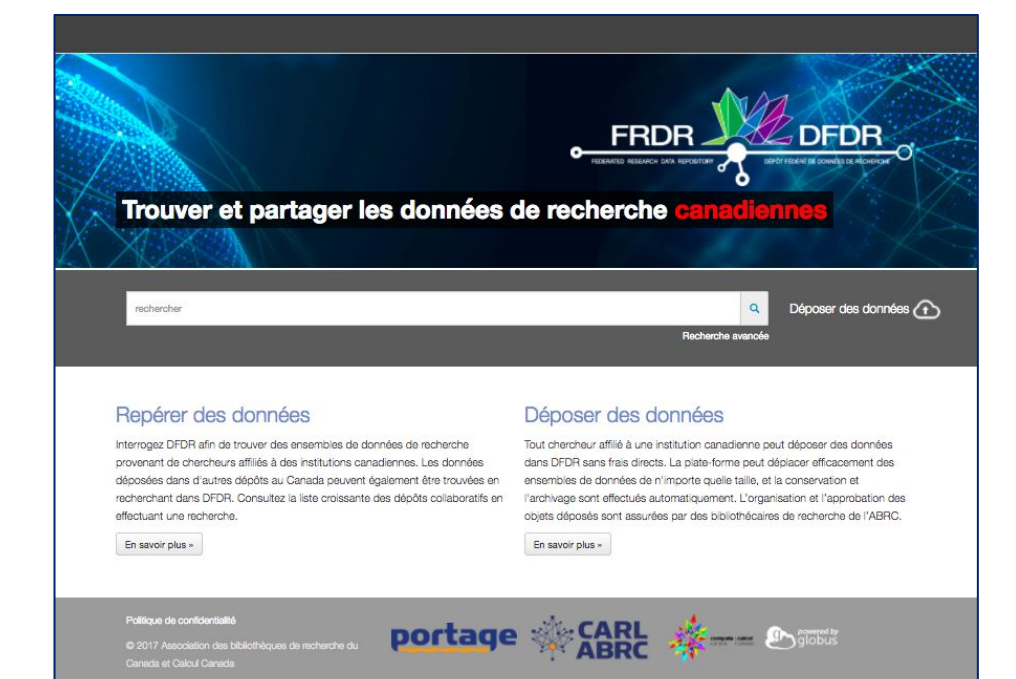 FRDR DFDR
FEDERATED RESEARCH DATA REPOSITORY DÉPÔT FÉDÉRÉ DE DONNÉES DE RECHERCHE
Trouver et partager les données de recherche canadiennes
rechercher
Déposer des données
Recherche avancée
Repérer des données
Interrogez DFDR afin de trouver des ensembles de données de recherche
provenant de chercheurs affiliés à des institutions canadiennes. Les données
déposées dans d'autres dépôts au Canada peuvent également être trouvées en
recherchant dans DFDR. Consultez la liste croissante des dépôts collaboratifs en
effectuant une recherche.
En savoir plus »
Déposer des données
Tout chercheur affilié à une institution canadienne peut déposer des données
dans DFDR sans frais directs. La plate-forme peut déplacer efficacement des
ensembles de données de n'importe quelle taille, et la conservation et
l'archivage sont effectués automatiquement. L'organisation et l'approbation des
objets déposés sont assurées par des bibliothécaires de recherche de l'ABRC.
En savoir plus »
Politique de confidentialité
© 2017 Association des bibliothèques de recherche du
Canada et Calcul Canada
portage
CARL
ABRC
compute calcul
canada canada
powered by
globus